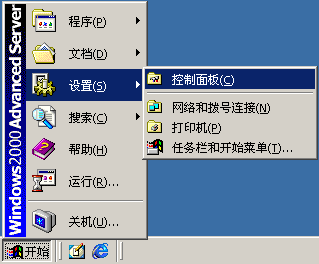 Windows2000 Advanced Server
程序(P)
文档(D)
设置(S)
搜索(C)
帮助(H)
运行(R)...
关机(U)...
控制面板(C)
网络和拨号连接(N)
打印机(P)
任务栏和开始菜单(T)...
开始